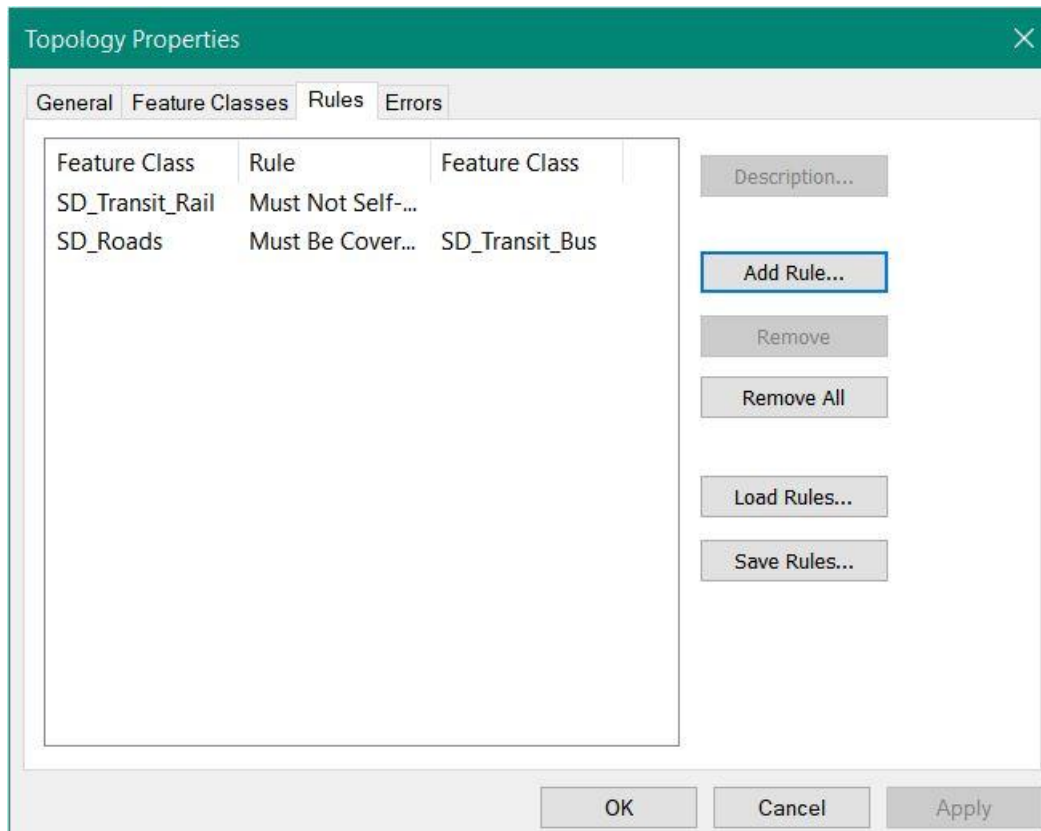 Topology Properties
General Feature Classes Rules Errors
Feature Class Rule Feature Class
SD_Transit_Rail Must Not Self-...
SD_Roads Must Be Cover... SD_Transit_Bus
Description...
Add Rule...
Remove
Remove All
Load Rules...
Save Rules...
OK Cancel Apply